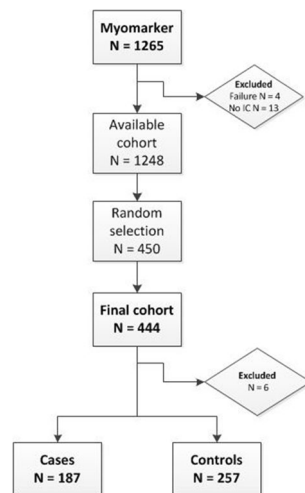 Myomarker
N = 1265
Excluded
Failure N = 4
No IC N = 13
Available
cohort
N = 1248
Random
selection
N = 450
Final cohort
N = 444
Excluded
N = 6
Cases
N = 187
Controls
N = 257